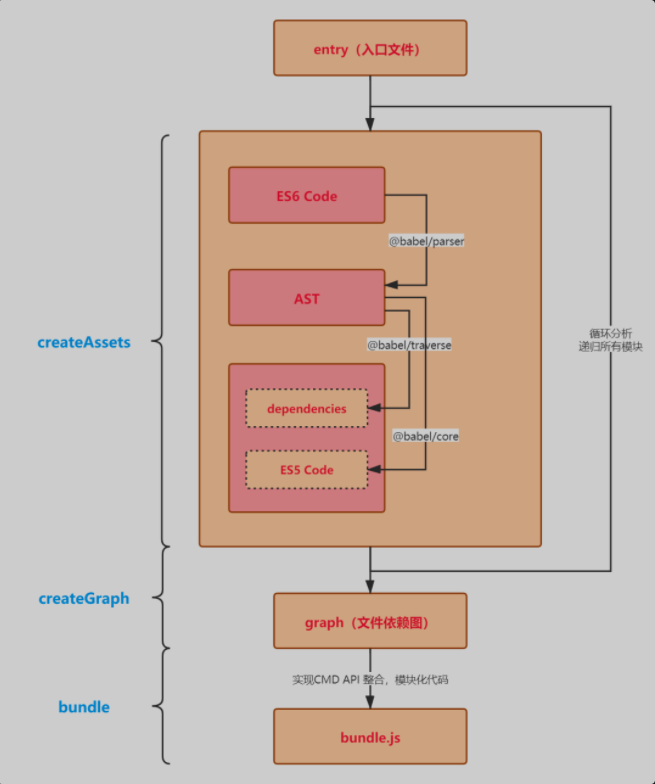 entry（入口文件）
ES6 Code
@babel/parser
AST
createAssets
@babel/traverse
循环分析
递归所有模块
dependencies
@babel/core
ES5 Code
createGraph
graph（文件依赖图）
实现CMD API 整合，模块化代码
bundle
bundle.js